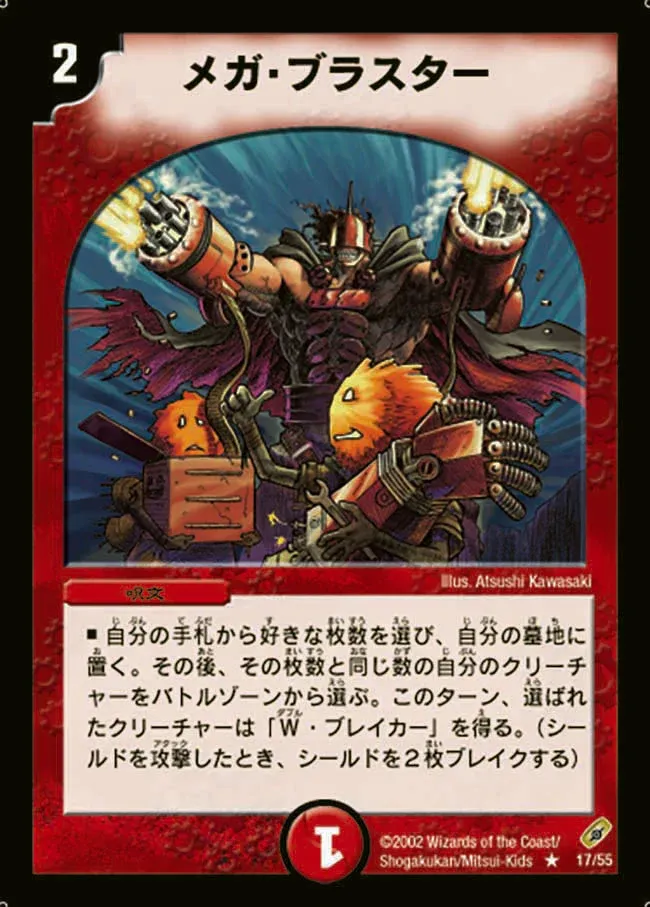 2
メガ・ブラスター
Illus. Atsushi Kawasaki
呪文
■ 自分の手札から好きな枚数を選び、自分の墓地に
置く。その後、その枚数と同じ数の自分のクリーチ
ャーをバトルゾーンから選ぶ。このターン、選ばれ
たクリーチャーは「W・ブレイカー」を得る。（シー
ルドを攻撃したとき、シールドを２枚ブレイクする）
1
©2002 Wizards of the Coast/
Shogakukan/Mitsui-Kids ★ 17/55